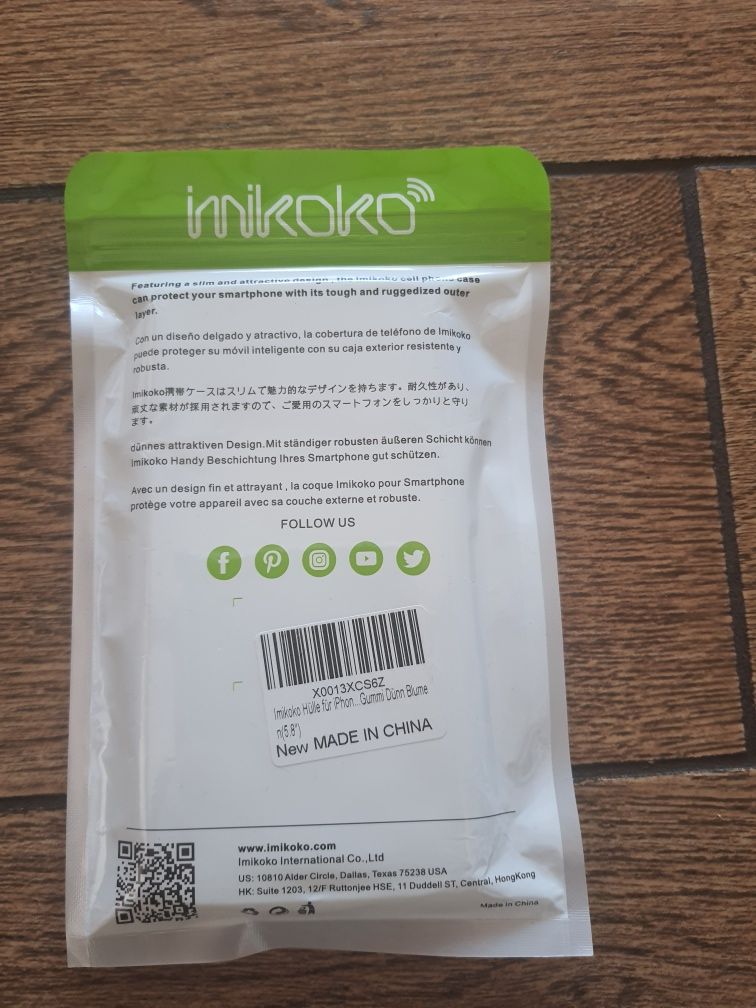 imikoko
Featuring a slim and attractive design , the Imikoko cell phone case
can protect your smartphone with its tough and ruggedized outer
layer.
Con un diseño delgado y atractivo, la cobertura de teléfono de Imikoko
puede proteger su móvil inteligente con su caja exterior resistente y
robusta.
Imikoko携帯ケースはスリムで魅力的なデザインを持ちます。耐久性があり、
頑丈な素材が採用されますので、ご愛用のスマートフォンをしっかりと守り
ます。
dünnes attraktiven Design.Mit ständiger robusten äußeren Schicht können
Imikoko Handy Beschichtung Ihres Smartphone gut schützen.
Avec un design fin et attrayant , la coque Imikoko pour Smartphone
protège votre appareil avec sa couche externe et robuste.
FOLLOW US
X0013XCS6Z
Imikoko Hülle für iPhon...Gummi Dünn Blume
n(5,8")
New MADE IN CHINA
www.imikoko.com
Imikoko International Co.,Ltd
US: 10810 Alder Circle, Dallas, Texas 75238 USA
HK: Suite 1203, 12/F Ruttonjee HSE, 11 Duddell ST, Central, HongKong
Made in China